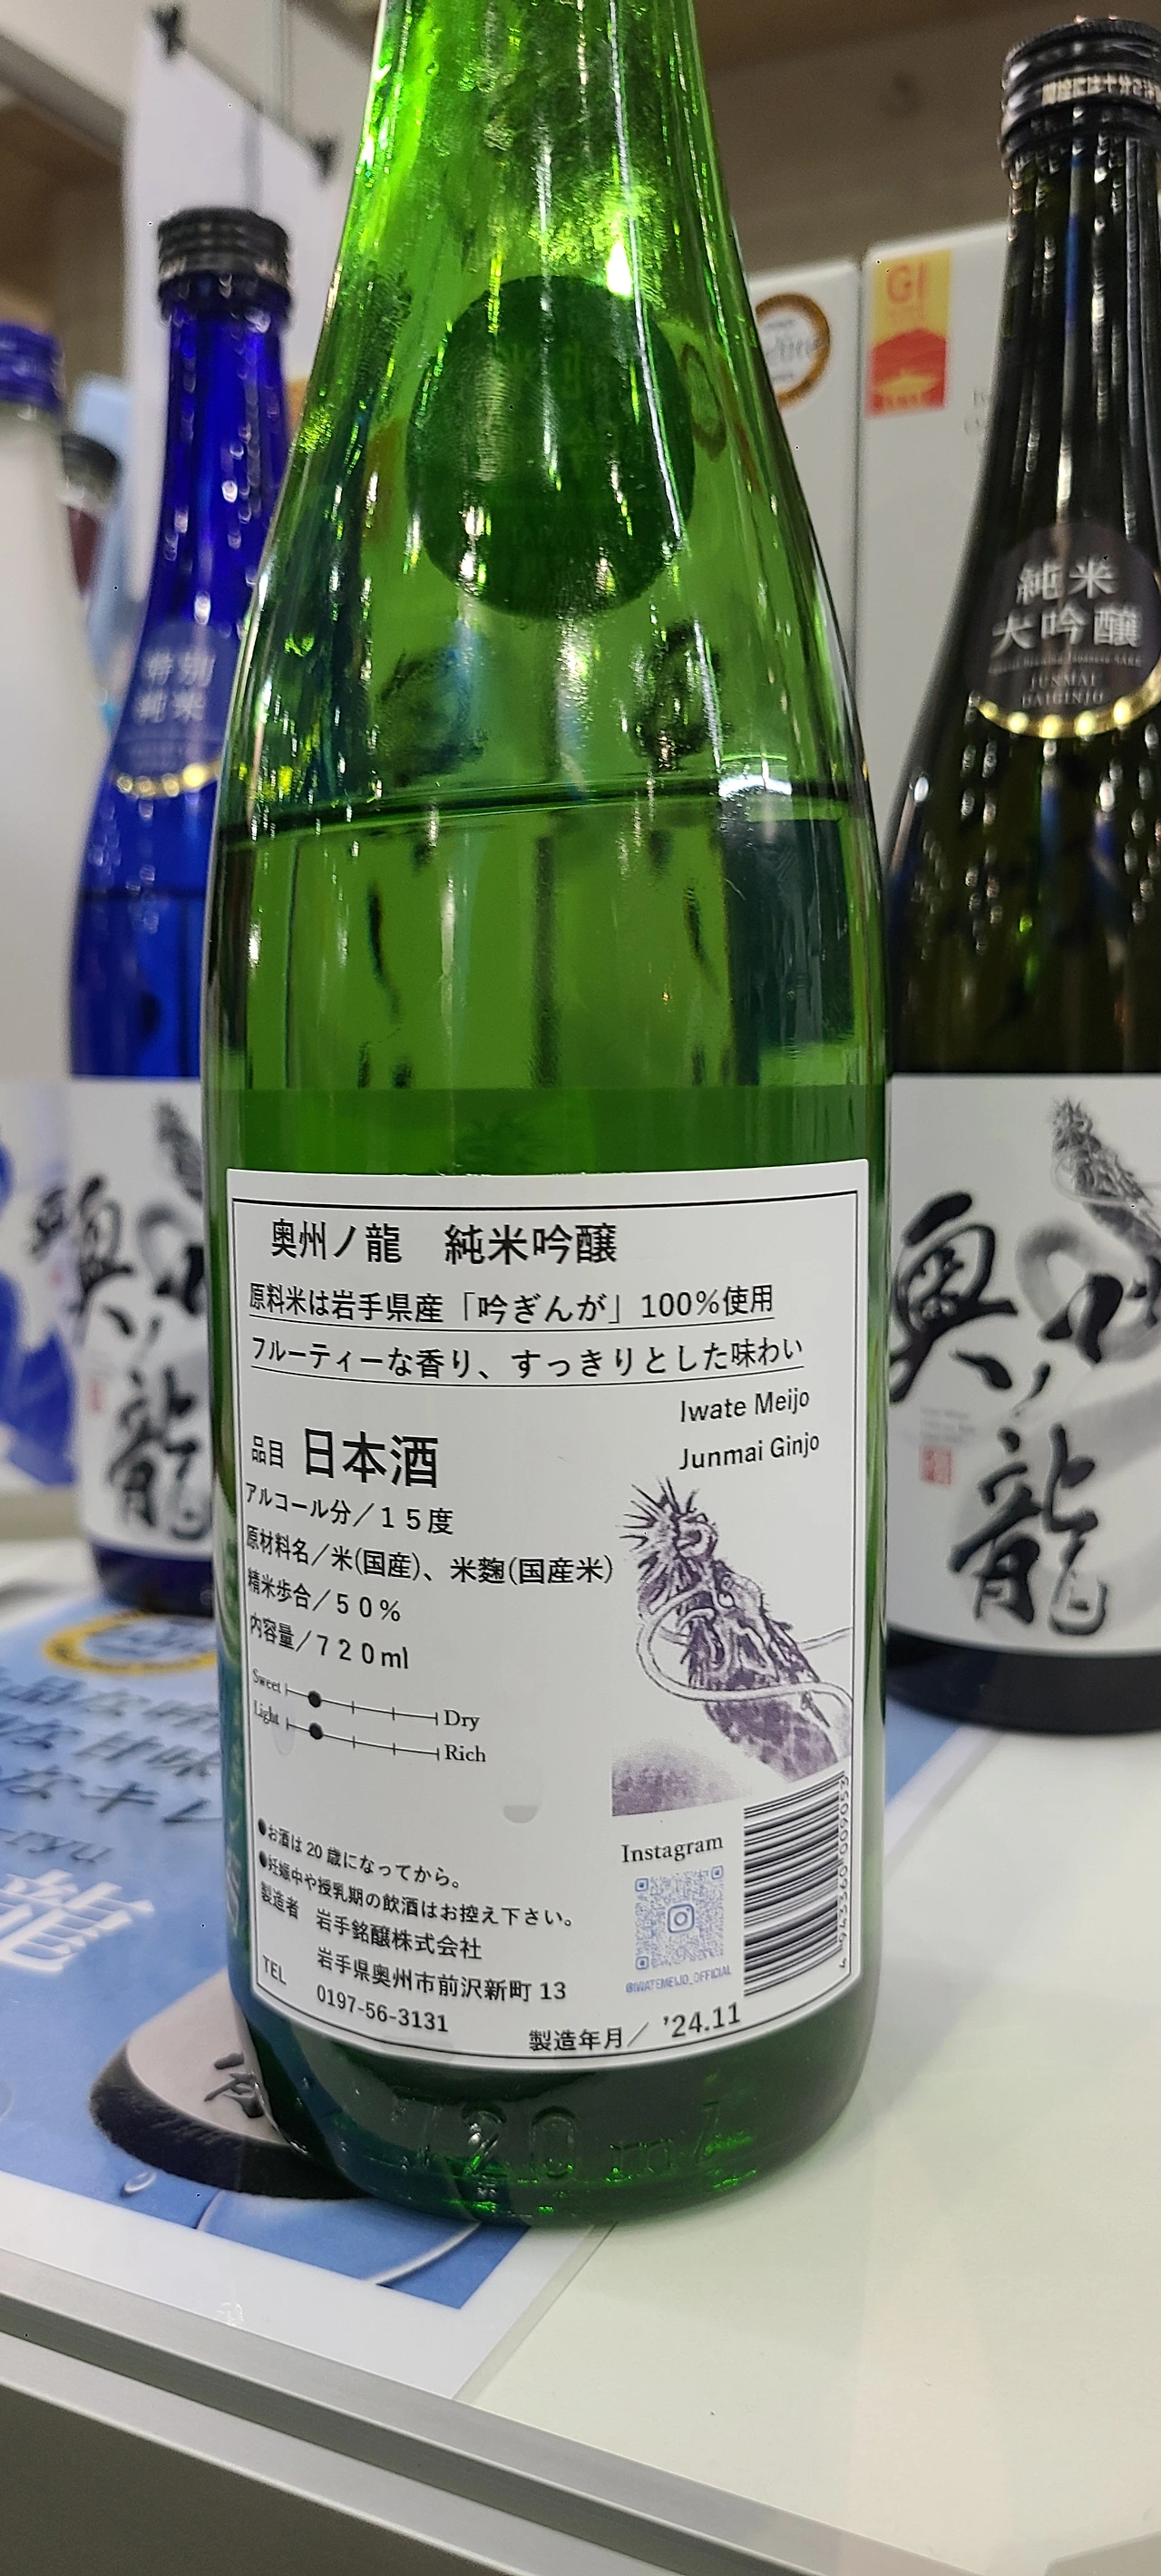 奥州ノ龍　純米吟醸
原料米は岩手県産「吟ぎんが」100%使用
フルーティーな香り、すっきりとした味わい
Iwate Meijo
Junmai Ginjo
品目 日本酒
アルコール分／１５度
原材料名／米(国産)、米麴(国産米)
精米歩合／５０％
内容量／７２０ml
Sweet Dry
Light Rich
●お酒は20歳になってから。
●妊娠中や授乳期の飲酒はお控え下さい。
製造者　岩手銘醸株式会社
岩手県奥州市前沢新町13
TEL 0197-56-3131
製造年月／ '24.11
Instagram
@IWATEMEIJO_OFFICIAL
4943360009053
720ml
特別
純米
純米
大吟醸
JUNMAI
DAIGINJO
GI
奥
ノ
龍
奥
ノ
龍
龍